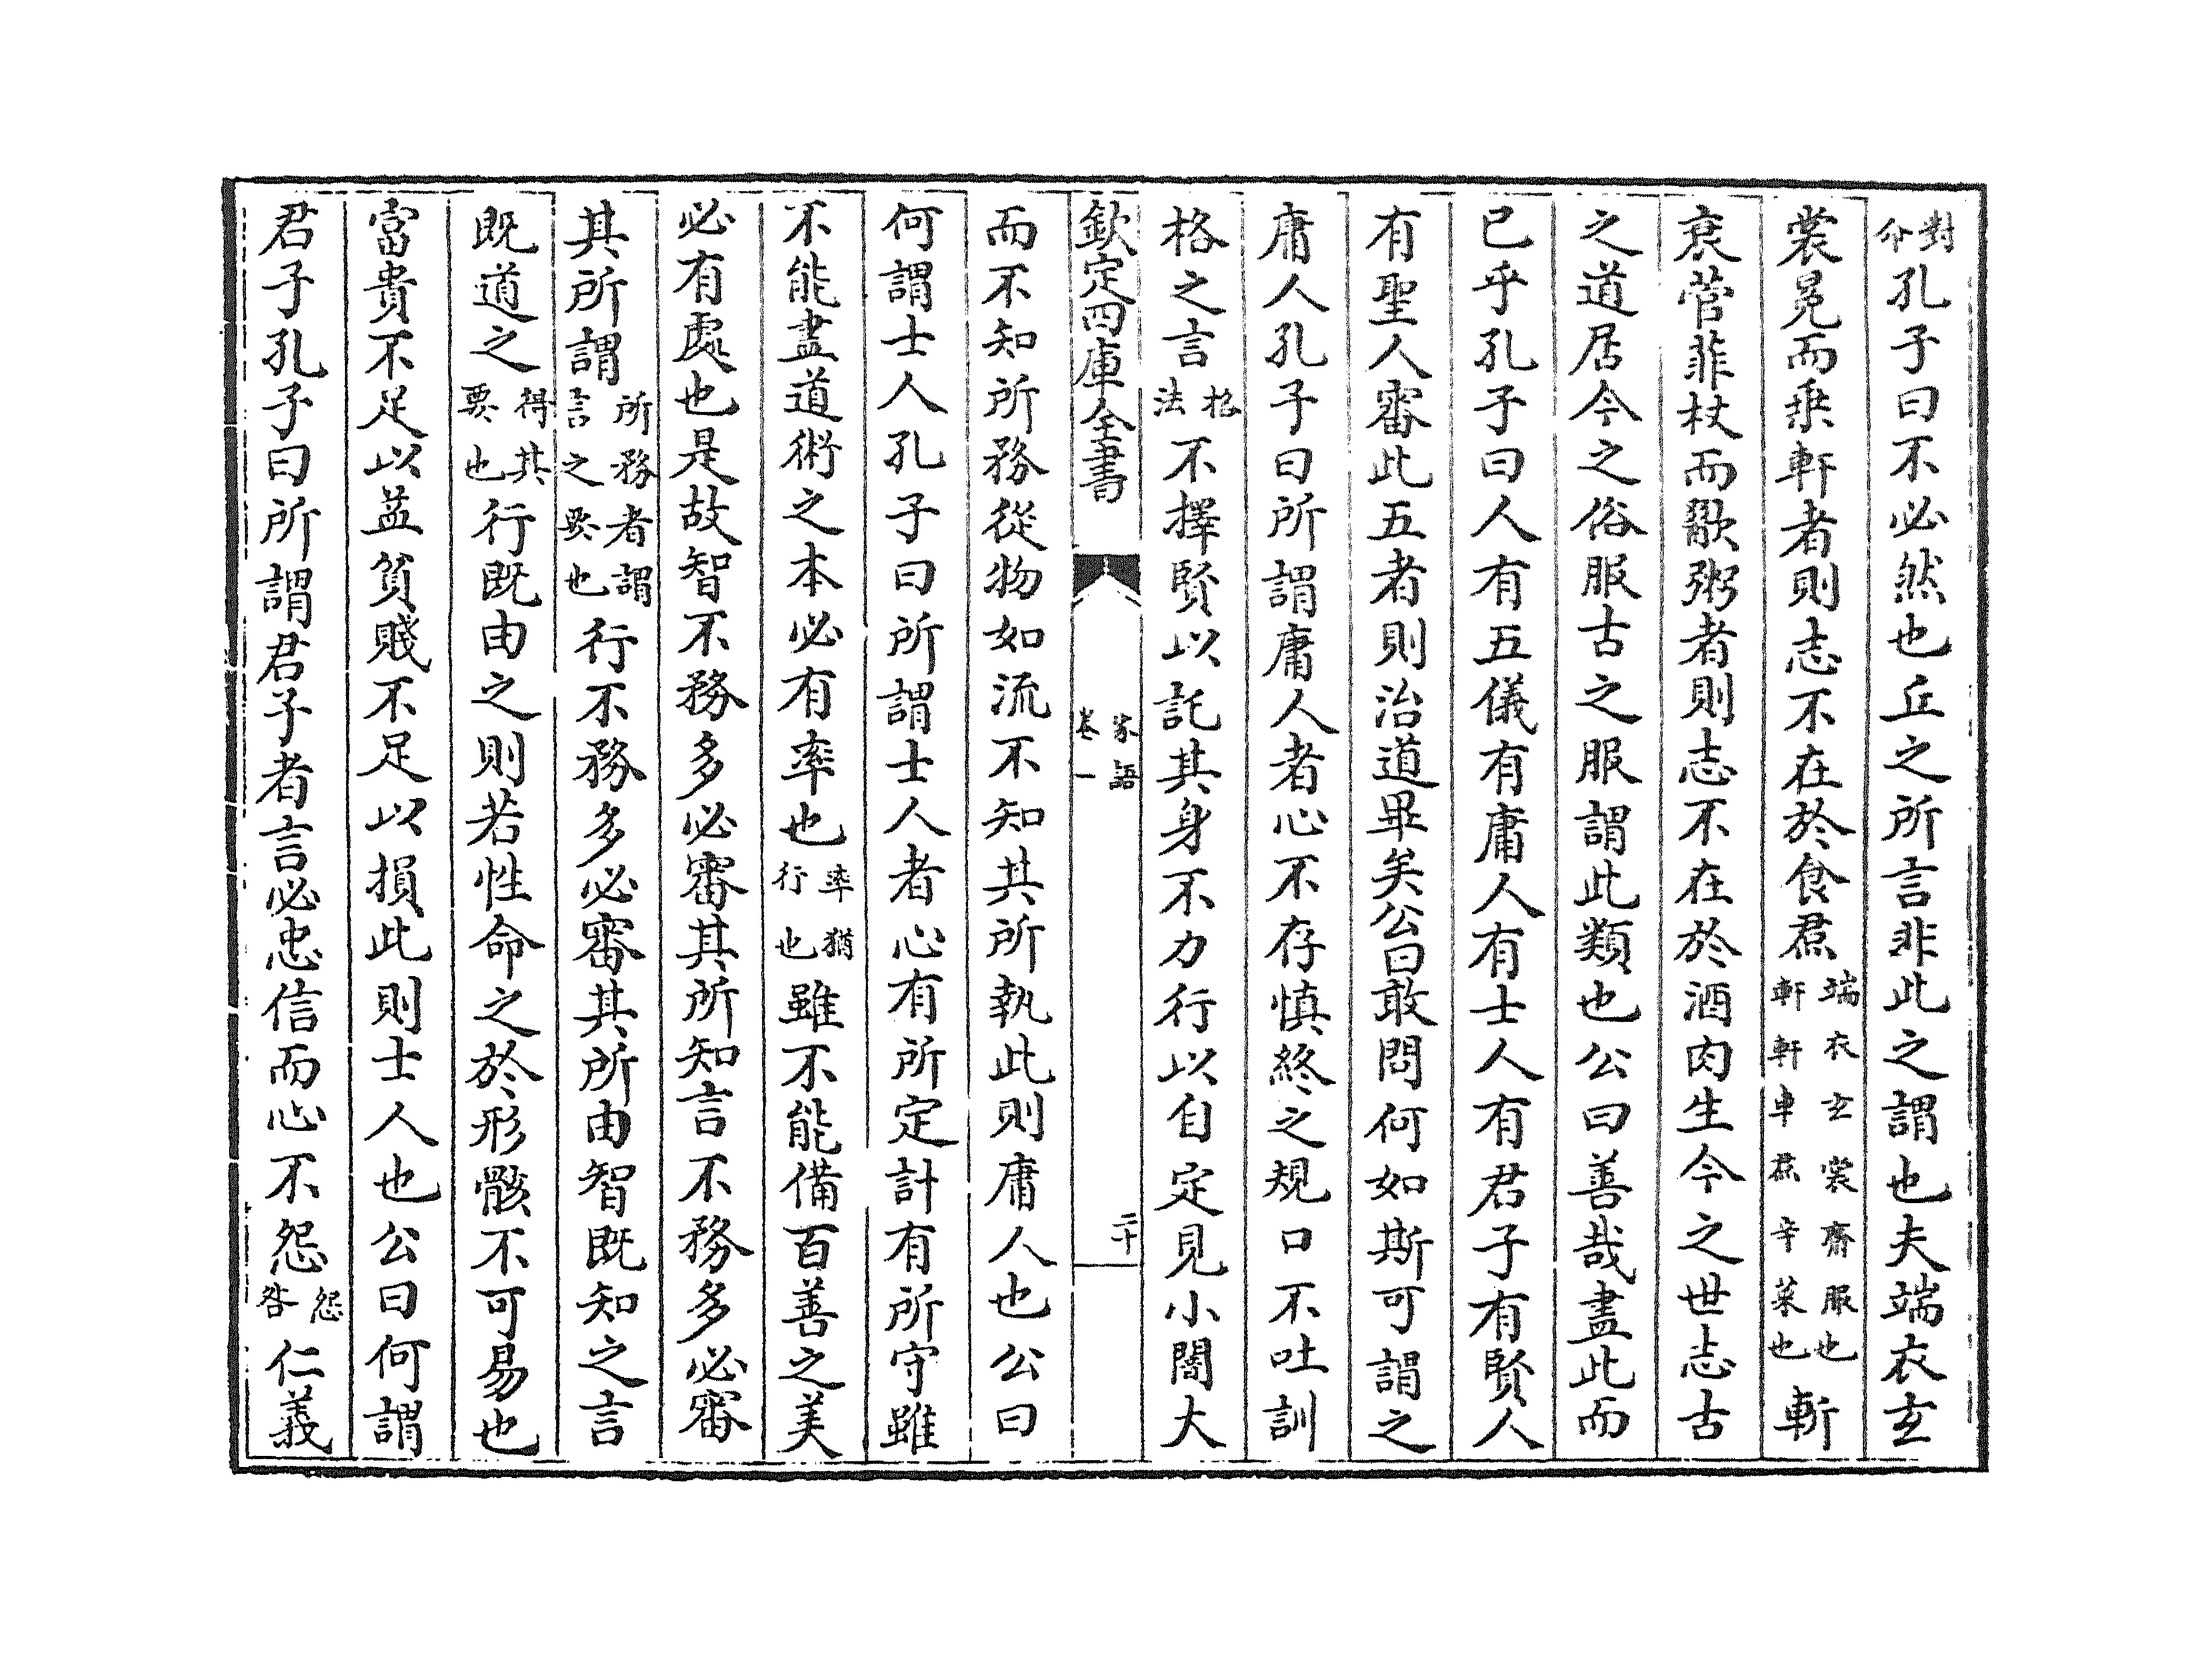 對笏孔子曰不必然也丘之所言非此之謂也夫端衣玄
裳冕而乗軒者則志不在於食焄端衣玄裳齋服也軒軒車焄辛菜也斬
衰菅菲杖而歠粥者則志不在於酒肉生今之世志古
之道居今之俗服古之服謂此類也公曰善哉盡此而
已乎孔子曰人有五儀有庸人有士人有君子有賢人
有聖人審此五者則治道畢矣公曰敢問何如斯可謂之
庸人孔子曰所謂庸人者心不存慎終之規口不吐訓
格之言格法不擇賢以託其身不力行以自定見小闇大
欽定四庫全書 家語卷一 二十
而不知所務從物如流不知其所執此則庸人也公曰
何謂士人孔子曰所謂士人者心有所定計有所守雖
不能盡道術之本必有率也率猶行也雖不能備百善之美
必有處也是故智不務多必審其所知言不務多必審
其所謂所務者謂言之要也行不務多必審其所由智既知之言
既道之得其要也行既由之則若性命之於形骸不可易也
富貴不足以益貧賤不足以損此則士人也公曰何謂
君子孔子曰所謂君子者言必忠信而心不怨怨咎仁義